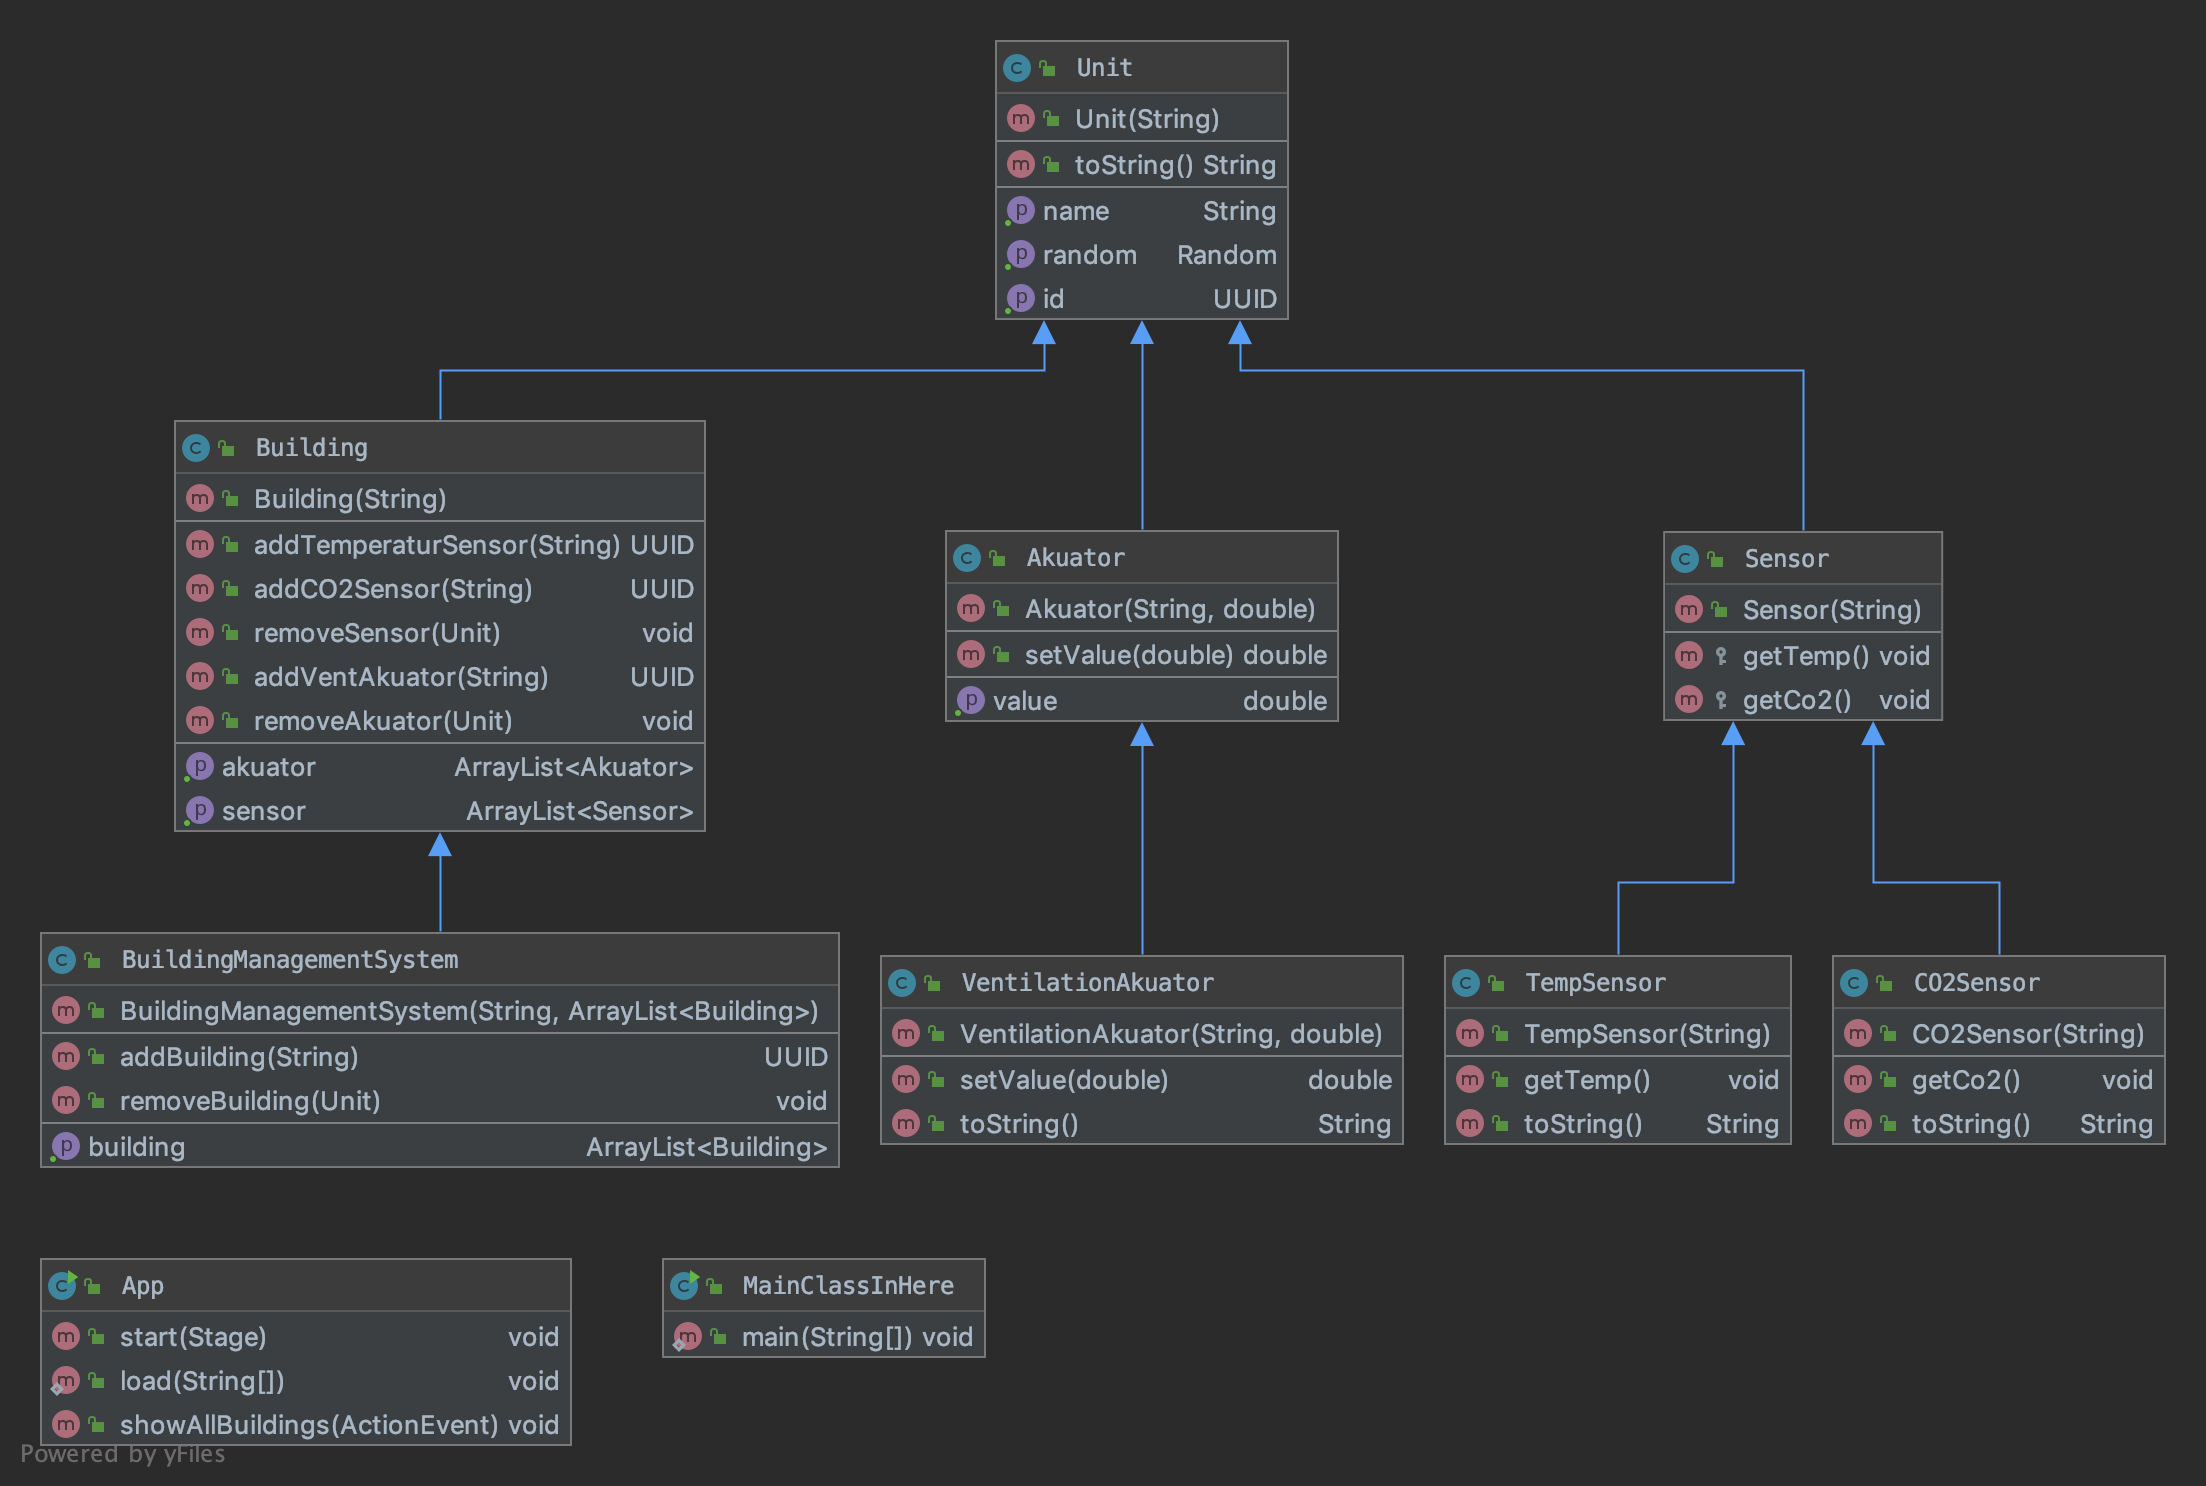 Unit
Unit(String)
toString() String
name String
random Random
id UUID
Building
Building(String)
addTemperaturSensor(String) UUID
addCO2Sensor(String) UUID
removeSensor(Unit) void
addVentAkuator(String) UUID
removeAkuator(Unit) void
akuator ArrayList<Akuator>
sensor ArrayList<Sensor>
Akuator
Akuator(String, double)
setValue(double) double
value double
Sensor
Sensor(String)
getTemp() void
getCo2() void
BuildingManagementSystem
BuildingManagementSystem(String, ArrayList<Building>)
addBuilding(String) UUID
removeBuilding(Unit) void
building ArrayList<Building>
VentilationAkuator
VentilationAkuator(String, double)
setValue(double) double
toString() String
TempSensor
TempSensor(String)
getTemp() void
toString() String
CO2Sensor
CO2Sensor(String)
getCo2() void
toString() String
App
start(Stage) void
load(String[]) void
showAllBuildings(ActionEvent) void
MainClassInHere
main(String[]) void
Powered by yFiles